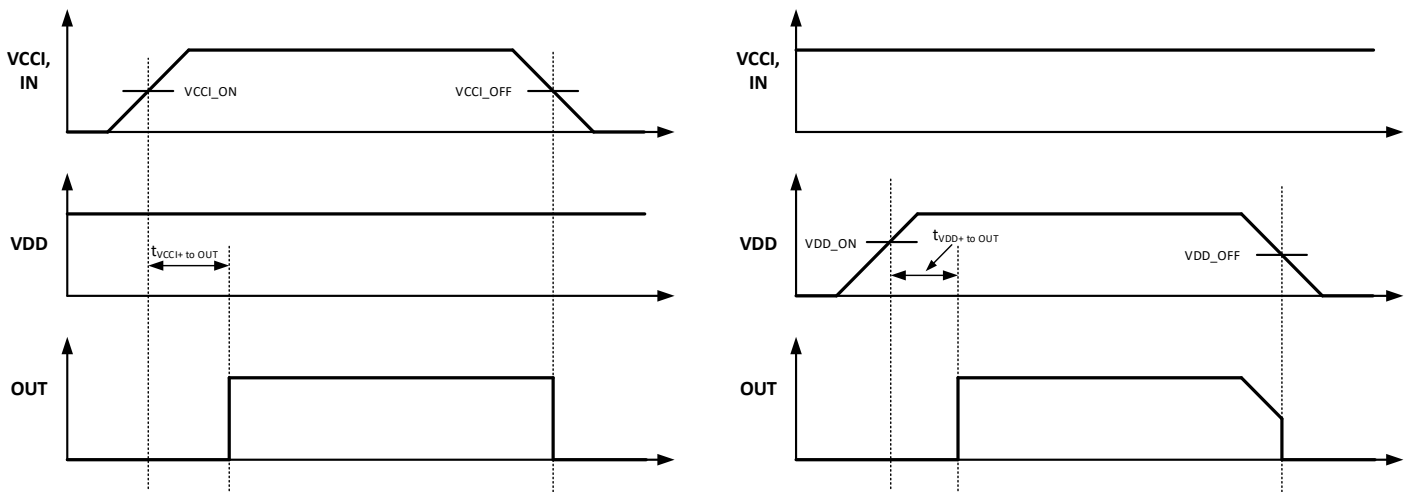 VCCI,
IN
VCCI_ON
VCCI_OFF
VDD
tVCCI+ to OUT
OUT
VCCI,
IN
VDD
VDD_ON
tVDD+ to OUT
VDD_OFF
OUT